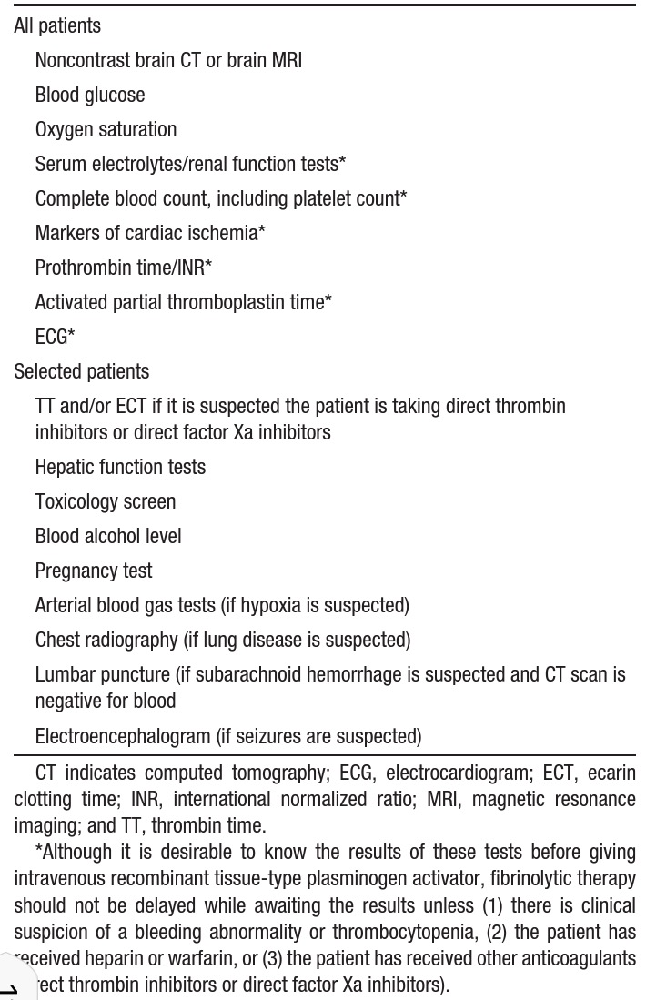 All patients
Noncontrast brain CT or brain MRI
Blood glucose
Oxygen saturation
Serum electrolytes/renal function tests*
Complete blood count, including platelet count*
Markers of cardiac ischemia*
Prothrombin time/INR*
Activated partial thromboplastin time*
ECG*
Selected patients
TT and/or ECT if it is suspected the patient is taking direct thrombin
inhibitors or direct factor Xa inhibitors
Hepatic function tests
Toxicology screen
Blood alcohol level
Pregnancy test
Arterial blood gas tests (if hypoxia is suspected)
Chest radiography (if lung disease is suspected)
Lumbar puncture (if subarachnoid hemorrhage is suspected and CT scan is
negative for blood
Electroencephalogram (if seizures are suspected)
CT indicates computed tomography; ECG, electrocardiogram; ECT, ecarin
clotting time; INR, international normalized ratio; MRI, magnetic resonance
imaging; and TT, thrombin time.
*Although it is desirable to know the results of these tests before giving
intravenous recombinant tissue-type plasminogen activator, fibrinolytic therapy
should not be delayed while awaiting the results unless (1) there is clinical
suspicion of a bleeding abnormality or thrombocytopenia, (2) the patient has
received heparin or warfarin, or (3) the patient has received other anticoagulants
thrombin inhibitors or direct factor Xa inhibitors).